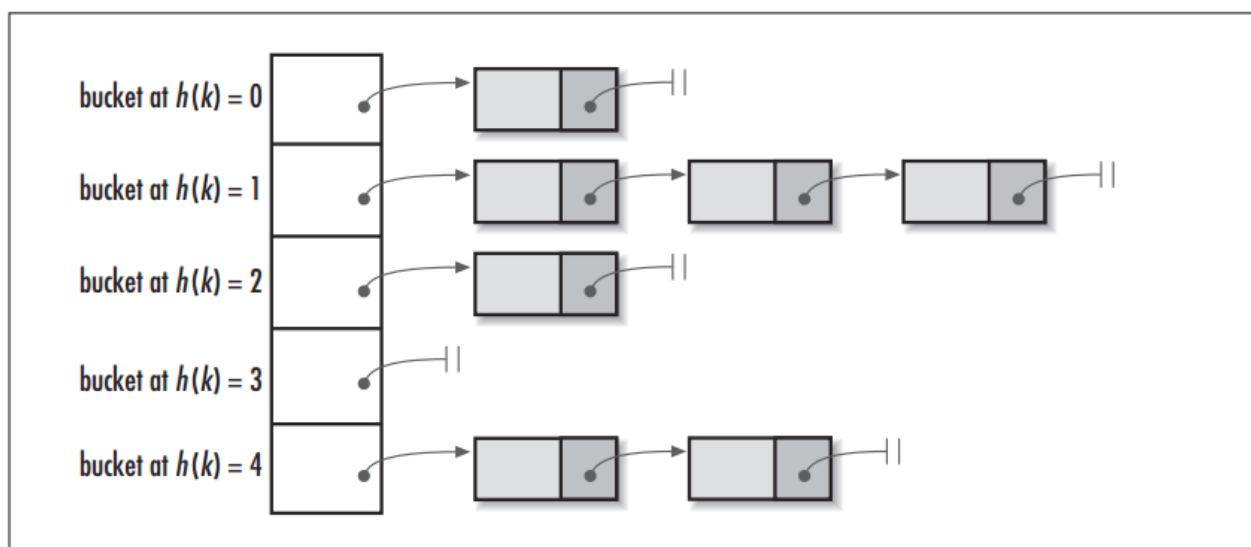 bucket at h(k) = 0
bucket at h(k) = 1
bucket at h(k) = 2
bucket at h(k) = 3
bucket at h(k) = 4